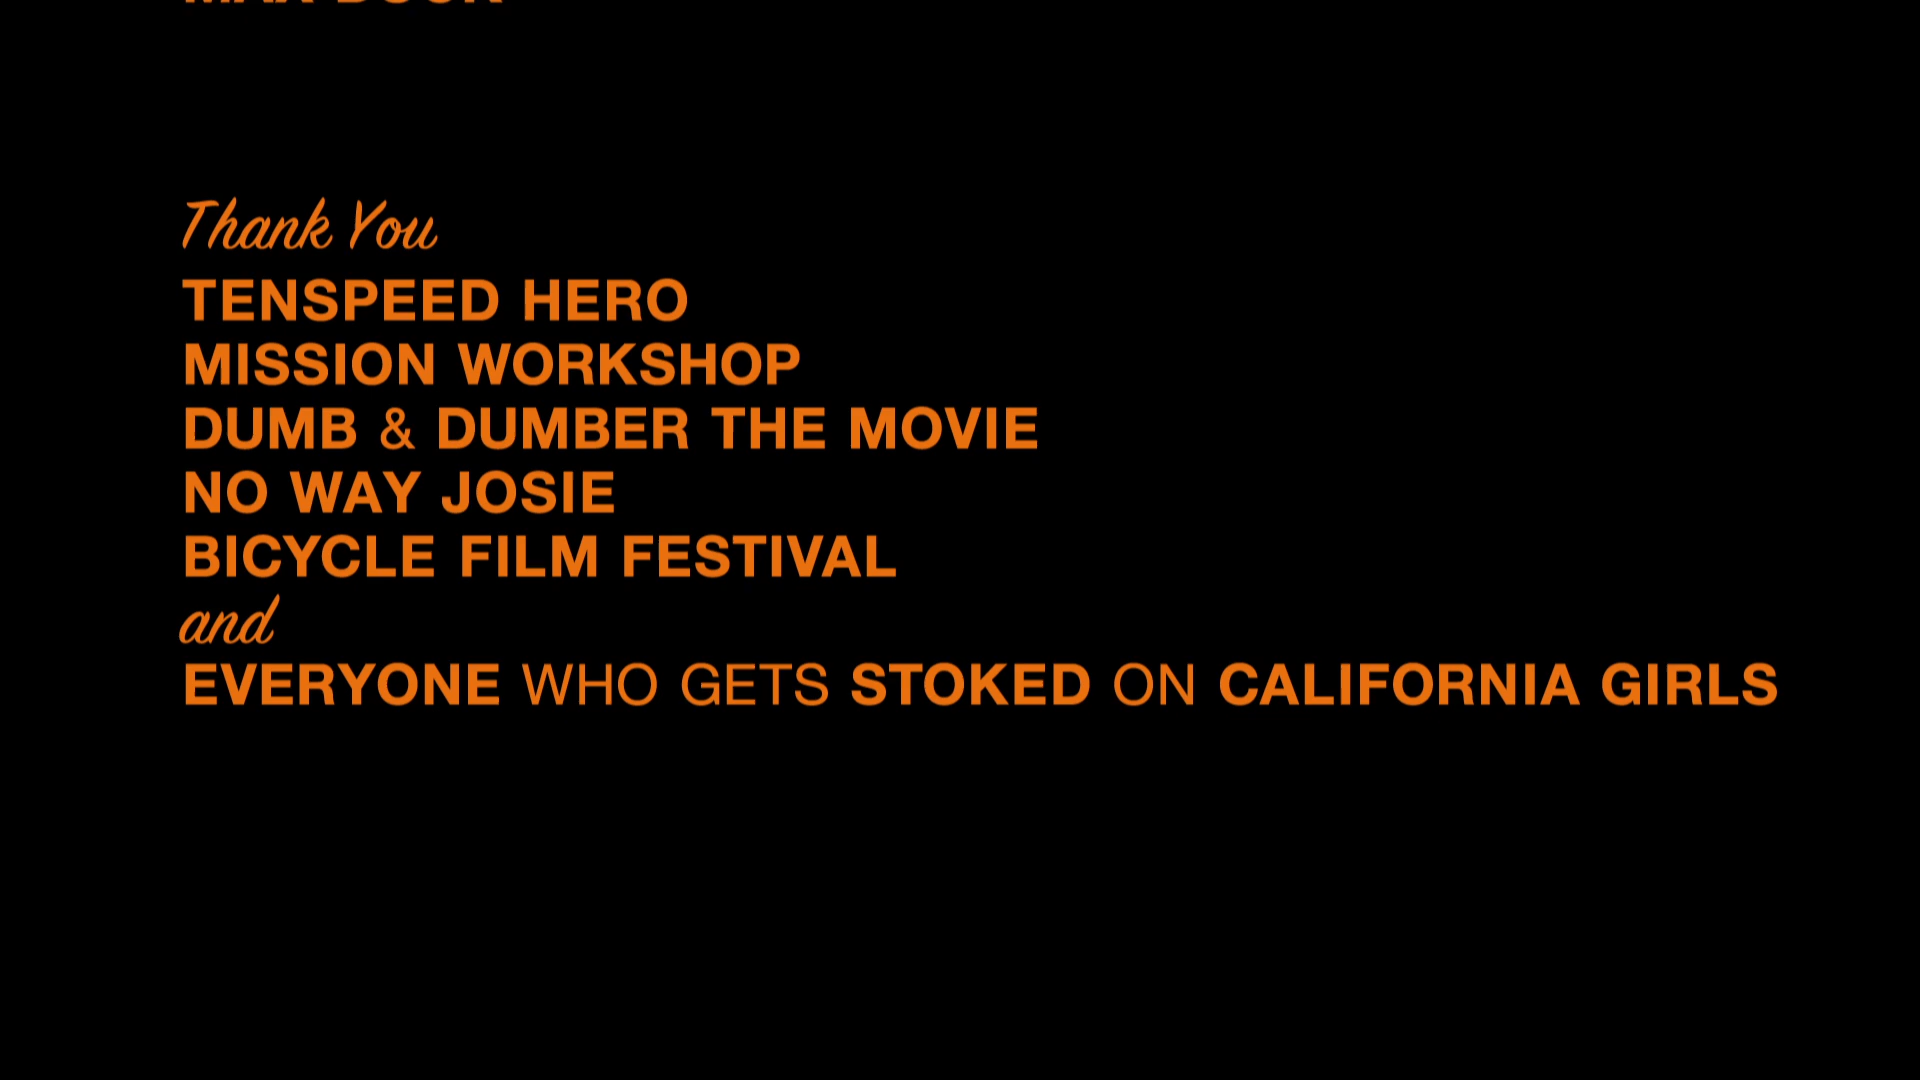 Thank You
TENSPEED HERO
MISSION WORKSHOP
DUMB & DUMBER THE MOVIE
NO WAY JOSIE
BICYCLE FILM FESTIVAL
and
EVERYONE WHO GETS STOKED ON CALIFORNIA GIRLS